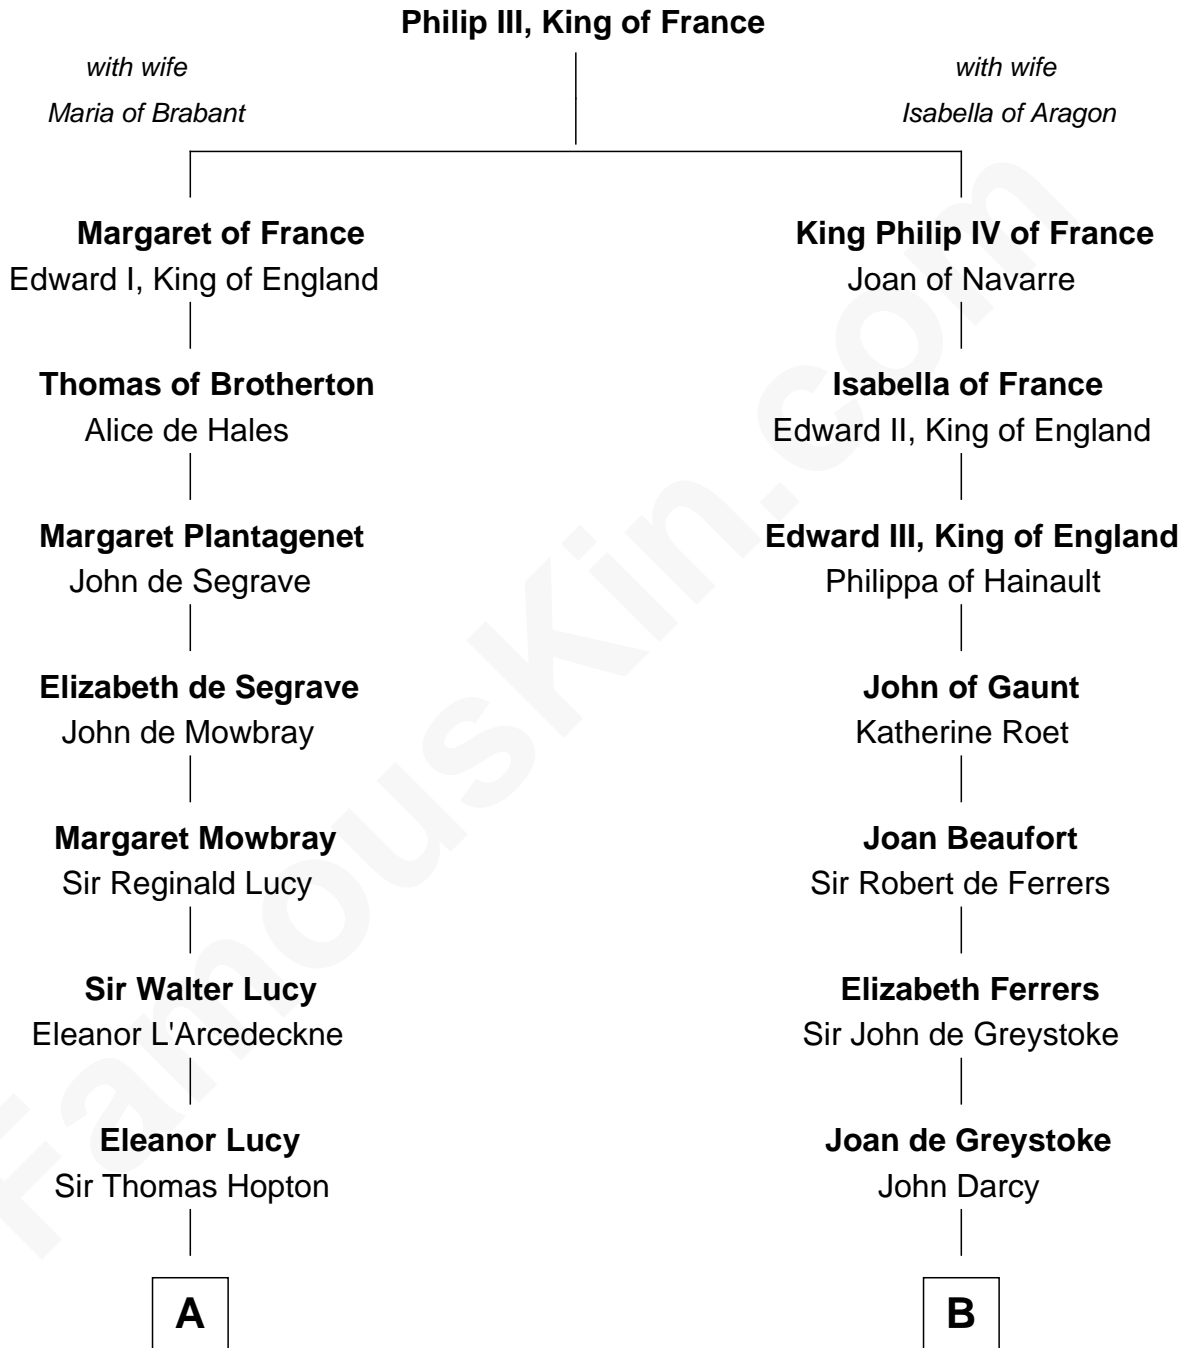 Philip III, King of France
with wife
Maria of Brabant
with wife
Isabella of Aragon
Margaret of France
Edward I, King of England
King Philip IV of France
Joan of Navarre
Thomas of Brotherton
Alice de Hales
Isabella of France
Edward II, King of England
Margaret Plantagenet
John de Segrave
Edward III, King of England
Philippa of Hainault
Elizabeth de Segrave
John de Mowbray
John of Gaunt
Katherine Roet
Margaret Mowbray
Sir Reginald Lucy
Joan Beaufort
Sir Robert de Ferrers
Sir Walter Lucy
Eleanor L'Arcedeckne
Elizabeth Ferrers
Sir John de Greystoke
Eleanor Lucy
Sir Thomas Hopton
Joan de Greystoke
John Darcy
A
B
FamousKin.com